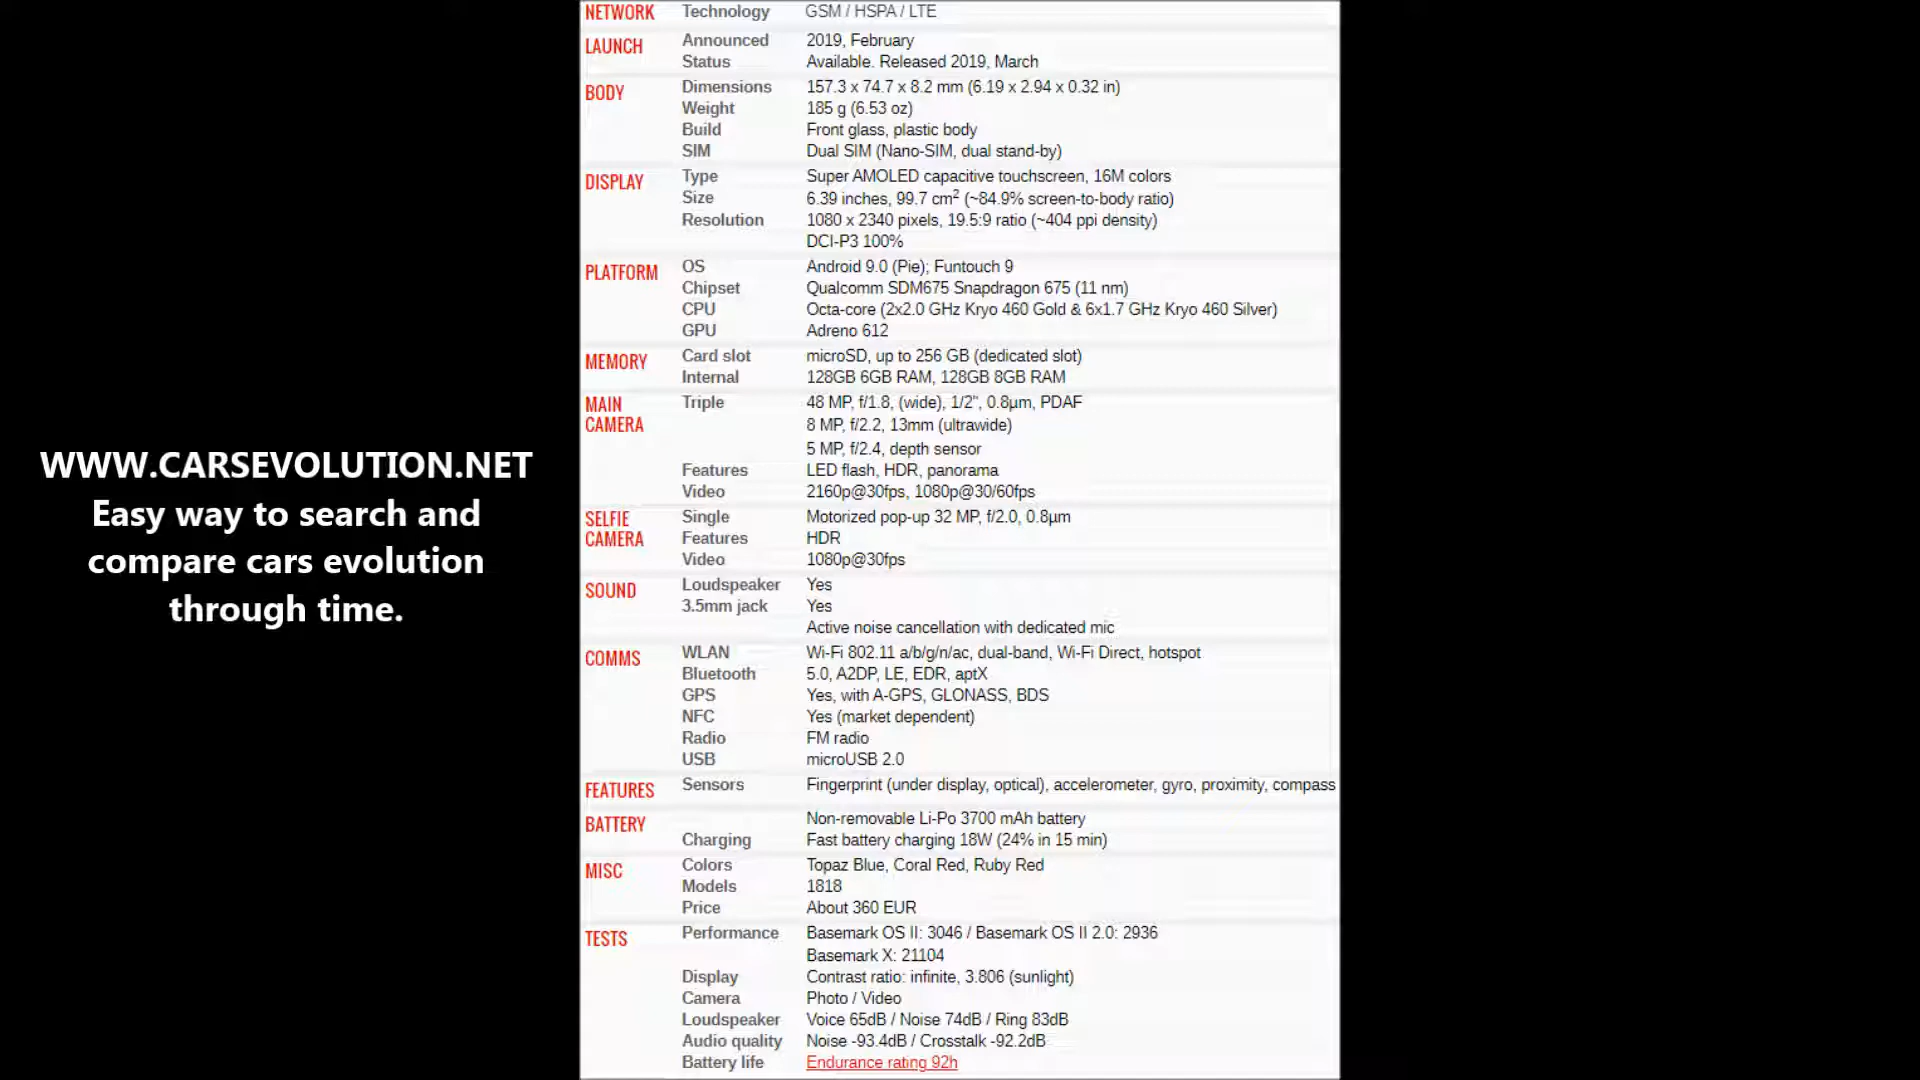 WWW.CARSEVOLUTION.NET
Easy way to search and
compare cars evolution
through time.
NETWORK Technology GSM / HSPA / LTE
LAUNCH Announced 2019, February
Status Available. Released 2019, March
BODY Dimensions 157.3 x 74.7 x 8.2 mm (6.19 x 2.94 x 0.32 in)
Weight 185 g (6.53 oz)
Build Front glass, plastic body
SIM Dual SIM (Nano-SIM, dual stand-by)
DISPLAY Type Super AMOLED capacitive touchscreen, 16M colors
Size 6.39 inches, 99.7 cm² (~84.9% screen-to-body ratio)
Resolution 1080 x 2340 pixels, 19.5:9 ratio (~404 ppi density)
DCI-P3 100%
PLATFORM OS Android 9.0 (Pie); Funtouch 9
Chipset Qualcomm SDM675 Snapdragon 675 (11 nm)
CPU Octa-core (2x2.0 GHz Kryo 460 Gold & 6x1.7 GHz Kryo 460 Silver)
GPU Adreno 612
MEMORY Card slot microSD, up to 256 GB (dedicated slot)
Internal 128GB 6GB RAM, 128GB 8GB RAM
MAIN CAMERA Triple 48 MP, f/1.8, (wide), 1/2", 0.8µm, PDAF
8 MP, f/2.2, 13mm (ultrawide)
5 MP, f/2.4, depth sensor
Features LED flash, HDR, panorama
Video 2160p@30fps, 1080p@30/60fps
SELFIE CAMERA Single Motorized pop-up 32 MP, f/2.0, 0.8µm
Features HDR
Video 1080p@30fps
SOUND Loudspeaker Yes
3.5mm jack Yes
Active noise cancellation with dedicated mic
COMMS WLAN Wi-Fi 802.11 a/b/g/n/ac, dual-band, Wi-Fi Direct, hotspot
Bluetooth 5.0, A2DP, LE, EDR, aptX
GPS Yes, with A-GPS, GLONASS, BDS
NFC Yes (market dependent)
Radio FM radio
USB microUSB 2.0
FEATURES Sensors Fingerprint (under display, optical), accelerometer, gyro, proximity, compass
BATTERY Non-removable Li-Po 3700 mAh battery
Charging Fast battery charging 18W (24% in 15 min)
MISC Colors Topaz Blue, Coral Red, Ruby Red
Models 1818
Price About 360 EUR
TESTS Performance Basemark OS II: 3046 / Basemark OS II 2.0: 2936
Basemark X: 21104
Display Contrast ratio: infinite, 3.806 (sunlight)
Camera Photo / Video
Loudspeaker Voice 65dB / Noise 74dB / Ring 83dB
Audio quality Noise -93.4dB / Crosstalk -92.2dB
Battery life Endurance rating 92h